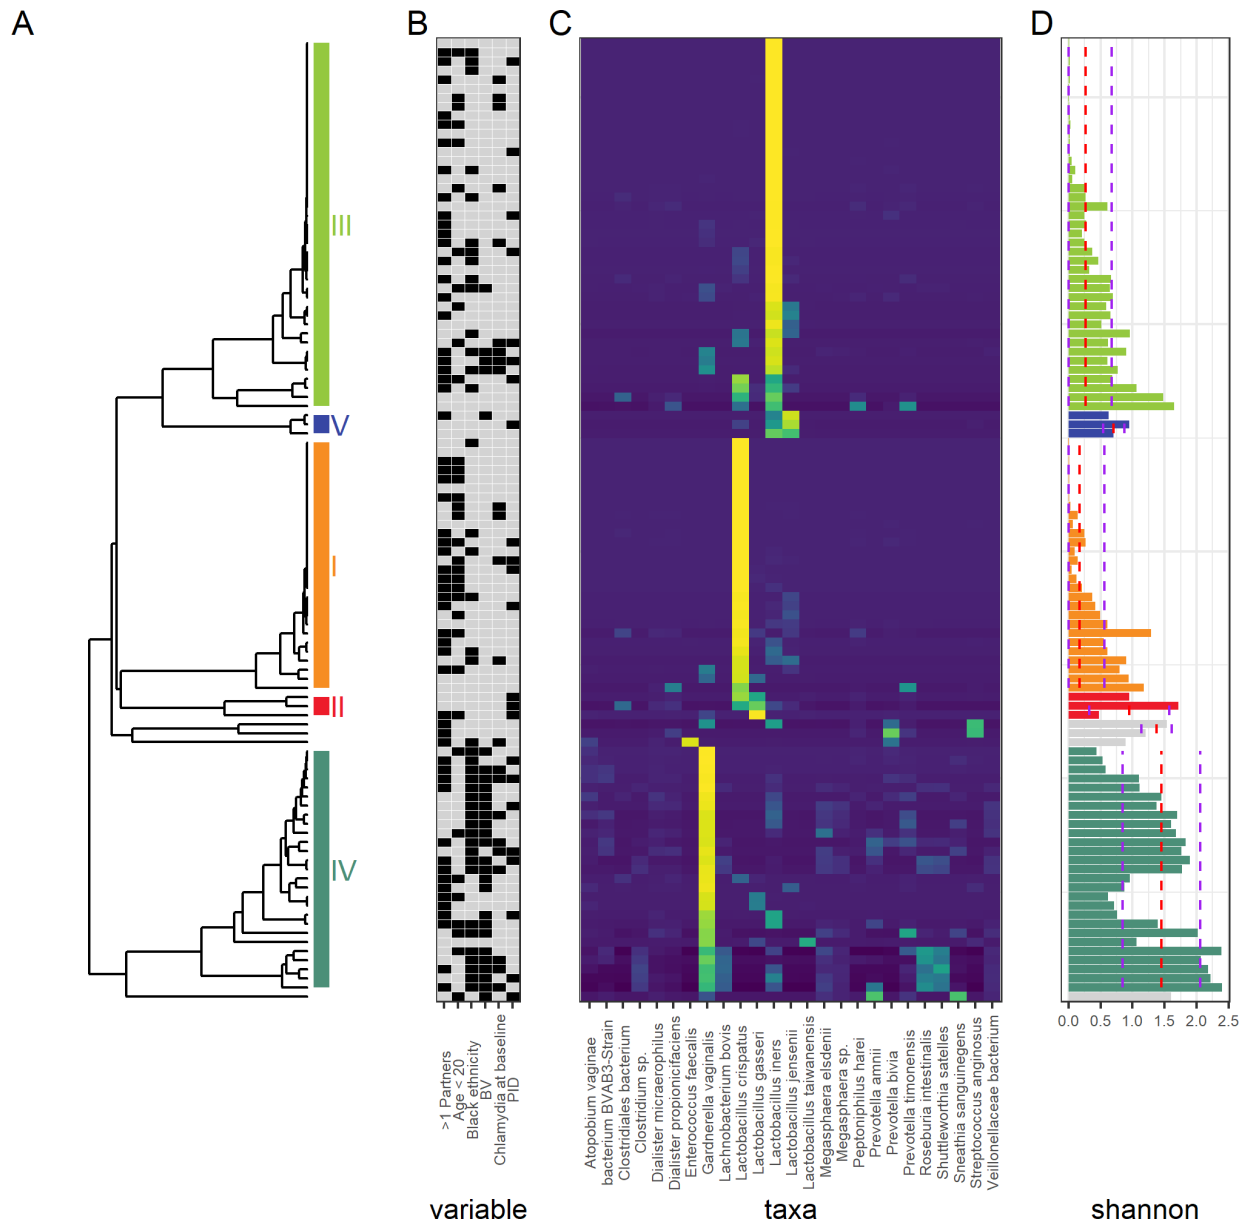 A
B
C
D
III
V
I
II
IV
0.0 0.5 1.0 1.5 2.0 2.5
>1 Partners
Age < 20
Black ethnicity
BV
Chlamydia at baseline
PID
Atopobium vaginae
bacterium BVAB3-Strain
Clostridiales bacterium
Clostridium sp.
Dialister micraerophilus
Dialister propionicifaciens
Enterococcus faecalis
Gardnerella vaginalis
Lachnobacterium bovis
Lactobacillus crispatus
Lactobacillus gasseri
Lactobacillus iners
Lactobacillus jensenii
Lactobacillus taiwanensis
Megasphaera elsdenii
Megasphaera sp.
Peptoniphilus harei
Prevotella amnii
Prevotella bivia
Prevotella timonensis
Roseburia intestinalis
Shuttleworthia satelles
Sneathia sanguinegens
Streptococcus anginosus
Veillonellaceae bacterium
variable
taxa
shannon